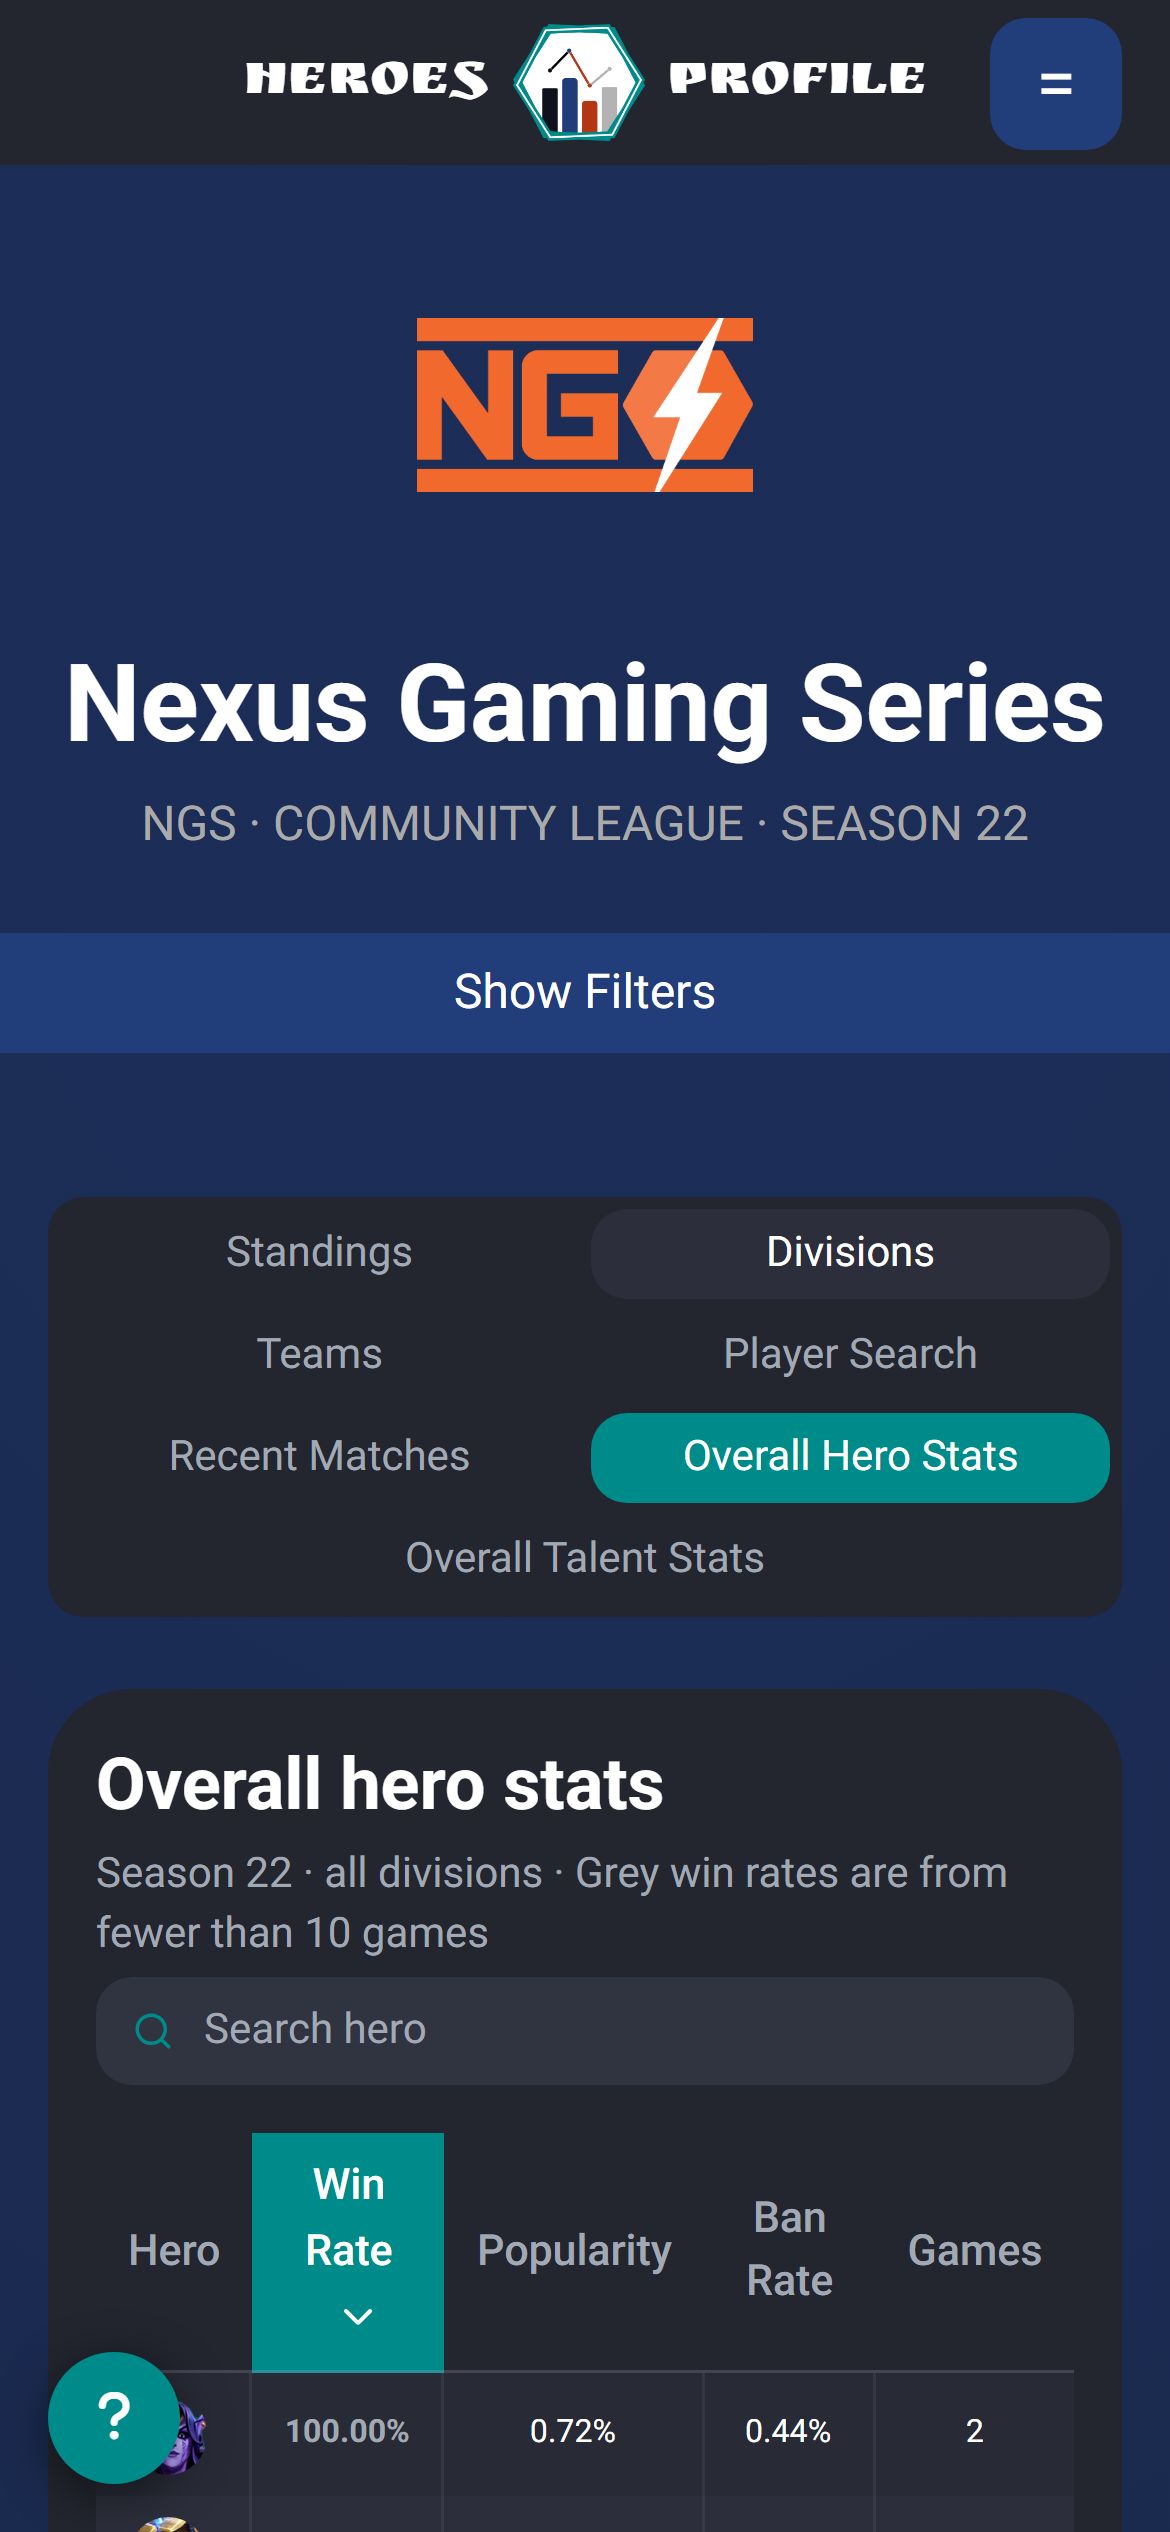 HEROES PROFILE
=
NG
Nexus Gaming Series
NGS · COMMUNITY LEAGUE · SEASON 22
Show Filters
Standings
Divisions
Teams
Player Search
Recent Matches
Overall Hero Stats
Overall Talent Stats
Overall hero stats
Season 22 · all divisions · Grey win rates are from
fewer than 10 games
Search hero
Hero
Win
Rate
Popularity
Ban
Rate
Games
?
100.00%
0.72%
0.44%
2